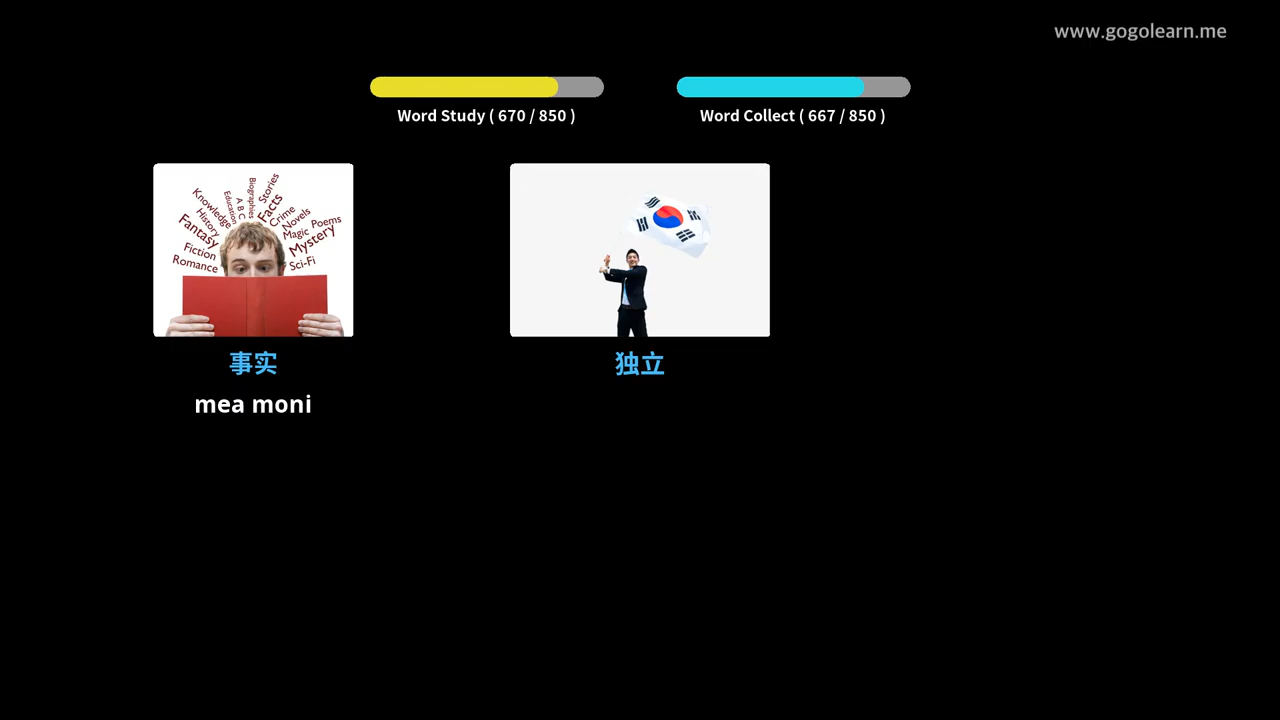 www.gogolearn.me
Word Study ( 670 / 850 )
Word Collect ( 667 / 850 )
Stories
Biographies
Facts
Knowledge
Education
A B C
Crime
History
Novels
Fantasy
Magic
Poems
Mystery
Fiction
Sci-Fi
Romance
事实
独立
mea moni